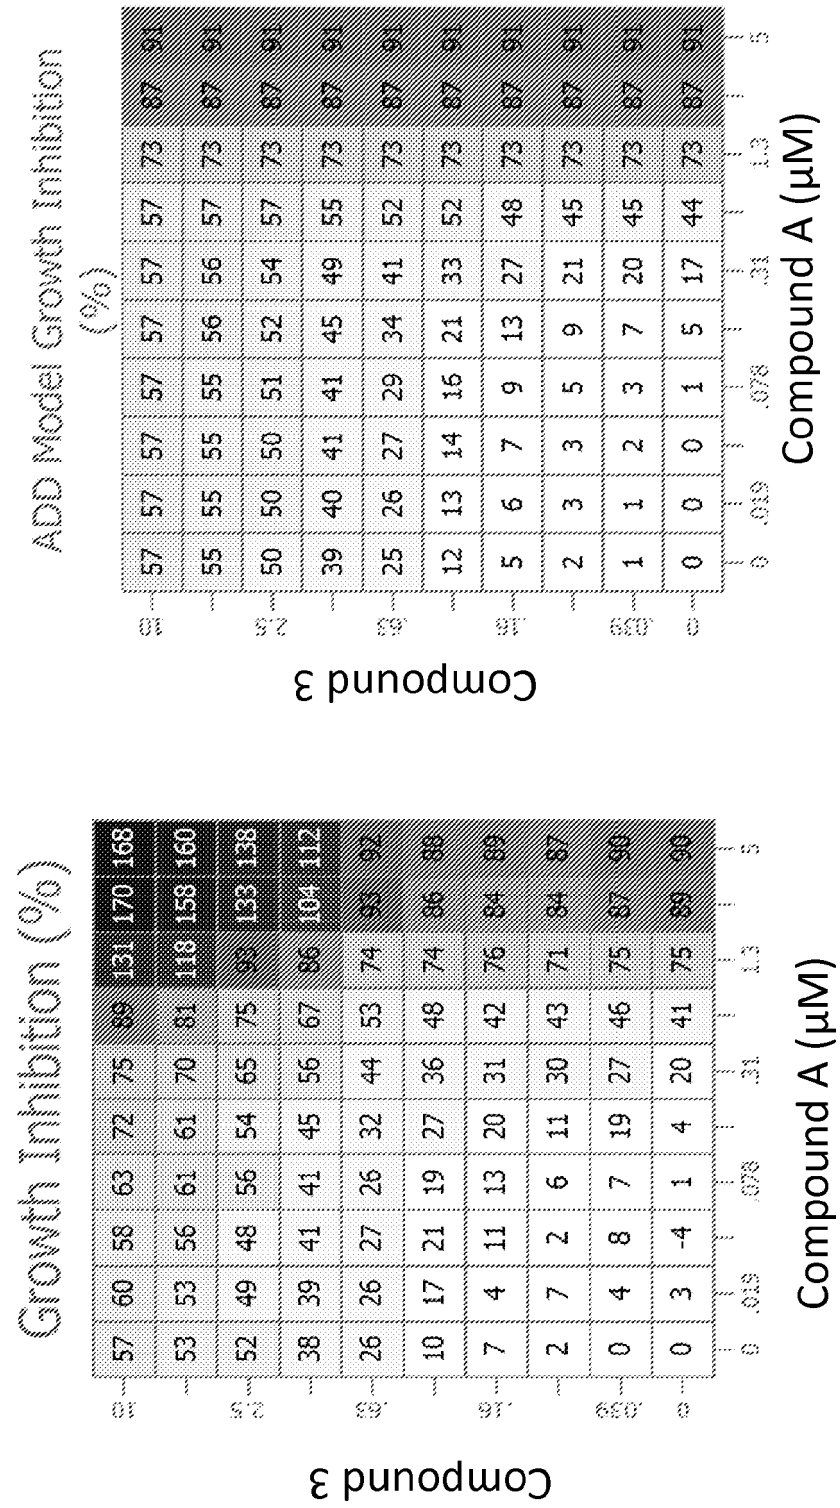 Growth Inhibition (%)
Compound 3
10 57 60 58 63 72 75 89 131 170 168
53 53 56 61 61 70 81 118 158 160
2.5 52 49 48 56 54 65 75 93 133 138
38 39 41 41 45 56 67 86 104 112
.63 26 26 27 26 32 44 53 74 93 92
10 17 21 19 27 36 48 74 86 88
.16 7 4 11 13 20 31 42 76 84 89
2 7 2 6 11 30 43 71 84 87
.039 0 4 8 7 19 27 46 75 87 90
0 0 3 -4 1 4 20 41 75 89 90
0 .019 .078 .31 1.3 5
Compound A (µM)
ADD Model Growth Inhibition
(%)
Compound 3
10 57 57 57 57 57 57 57 73 87 91
55 55 55 55 56 56 57 73 87 91
2.5 50 50 50 51 52 54 57 73 87 91
39 40 41 41 45 49 55 73 87 91
.63 25 26 27 29 34 41 52 73 87 91
12 13 14 16 21 33 52 73 87 91
.16 5 6 7 9 13 27 48 73 87 91
2 3 3 5 9 21 45 73 87 91
.039 1 1 2 3 7 20 45 73 87 91
0 0 0 0 1 5 17 44 73 87 91
0 .019 .078 .31 1.3 5
Compound A (µM)